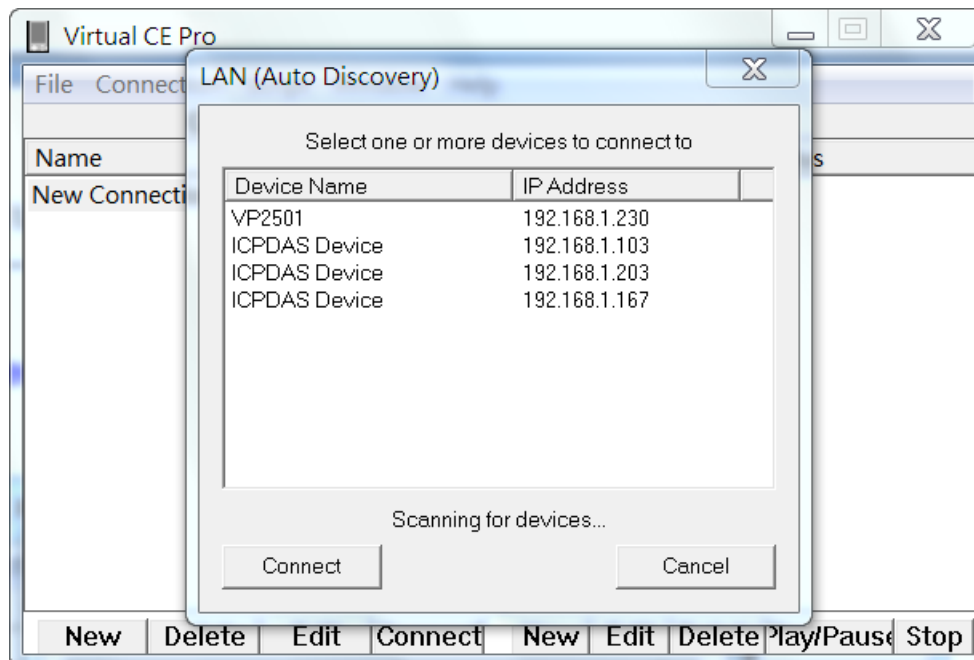 Virtual CE Pro
LAN (Auto Discovery)
File Connect
Select one or more devices to connect to
Name
Device Name IP Address
New Connecti
VP2501 192.168.1.230
ICPDAS Device 192.168.1.103
ICPDAS Device 192.168.1.203
ICPDAS Device 192.168.1.167
Scanning for devices...
Connect Cancel
New Delete Edit Connect New Edit Delete Play/Pause Stop